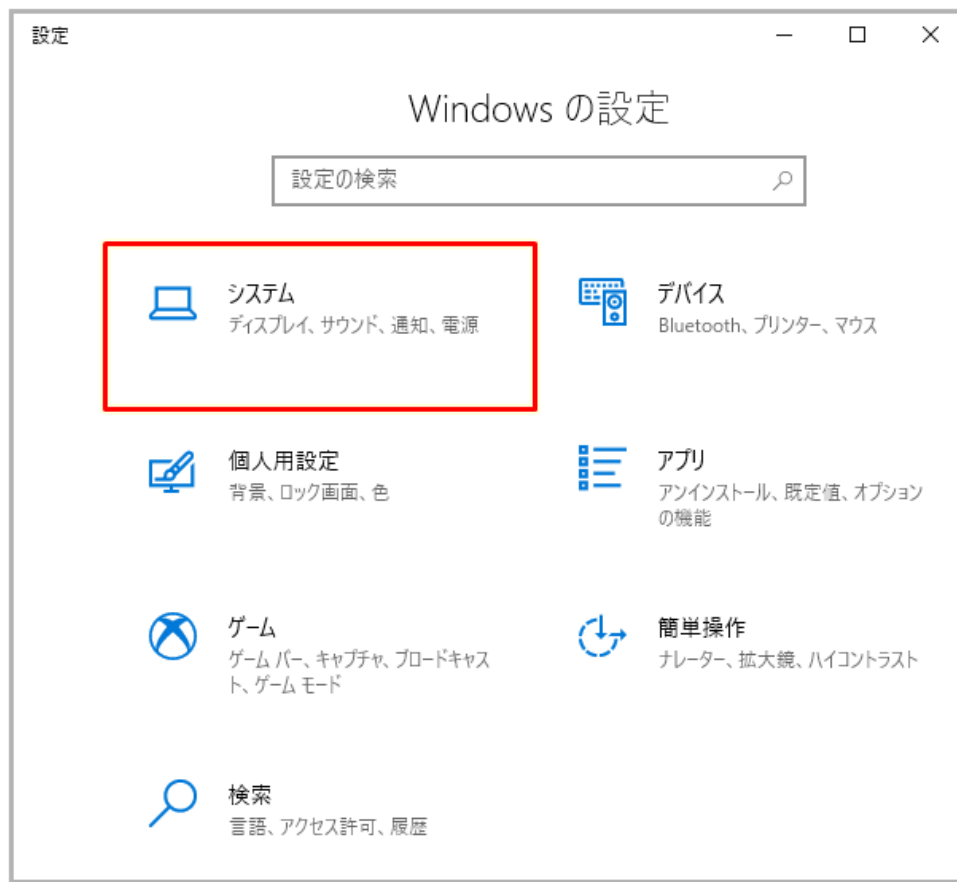 設定
Windows の設定
設定の検索
システム
ディスプレイ、サウンド、通知、電源
デバイス
Bluetooth、プリンター、マウス
個人用設定
背景、ロック画面、色
アプリ
アンインストール、既定値、オプション
の機能
ゲーム
ゲーム バー、キャプチャ、ブロードキャス
ト、ゲーム モード
簡単操作
ナレーター、拡大鏡、ハイコントラスト
検索
言語、アクセス許可、履歴